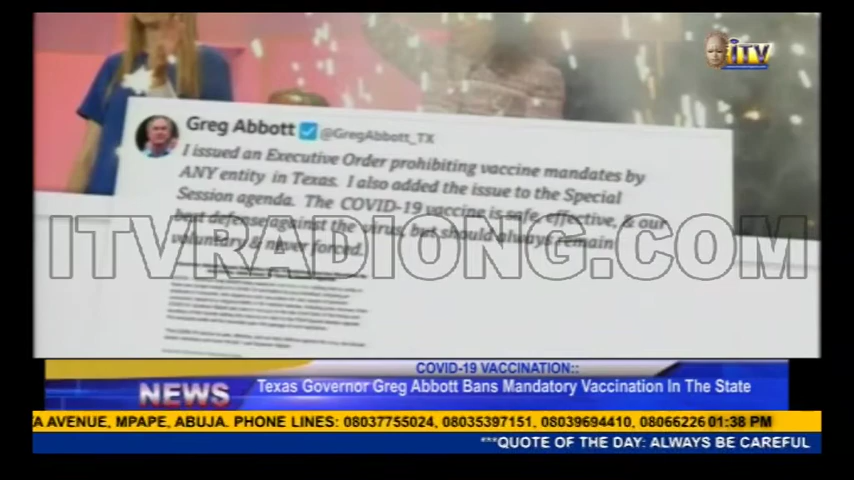 iTV
Greg Abbott @GregAbbott_TX
I issued an Executive Order prohibiting vaccine mandates by
ANY entity in Texas. I also added the issue to the Special
Session agenda. The COVID-19 vaccine is safe, effective, & our
best defense against the virus, but should always remain
voluntary & never forced.
ITVRADIONG.COM
COVID-19 VACCINATION::
NEWS
Texas Governor Greg Abbott Bans Mandatory Vaccination In The State
A AVENUE, MPAPE, ABUJA. PHONE LINES: 08037755024, 08035397151, 08039694410, 08066226 01:38 PM
***QUOTE OF THE DAY: ALWAYS BE CAREFUL